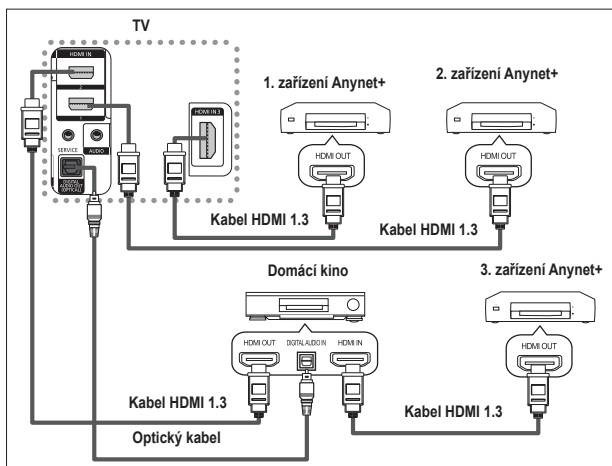 TV
HDMI IN
2
1
SERVICE
AUDIO
DIGITAL
AUDIO OUT
(OPTICAL)
HDMI IN 3
1. zařízení Anynet+
HDMI OUT
2. zařízení Anynet+
HDMI OUT
Kabel HDMI 1.3
Kabel HDMI 1.3
Domácí kino
HDMI OUT
DIGITAL AUDIO IN
HDMI IN
3. zařízení Anynet+
HDMI OUT
Kabel HDMI 1.3
Kabel HDMI 1.3
Optický kabel